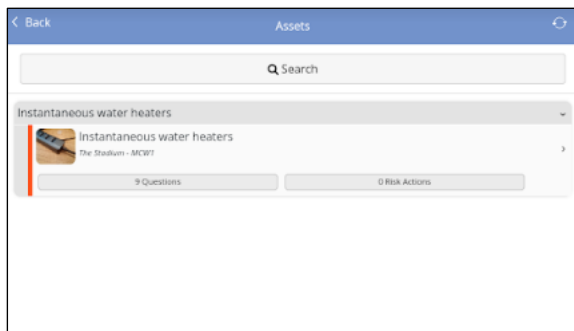 Back
Assets
Search
Instantaneous water heaters
Instantaneous water heaters
The Stadium - MCW1
9 Questions
0 Risk Actions